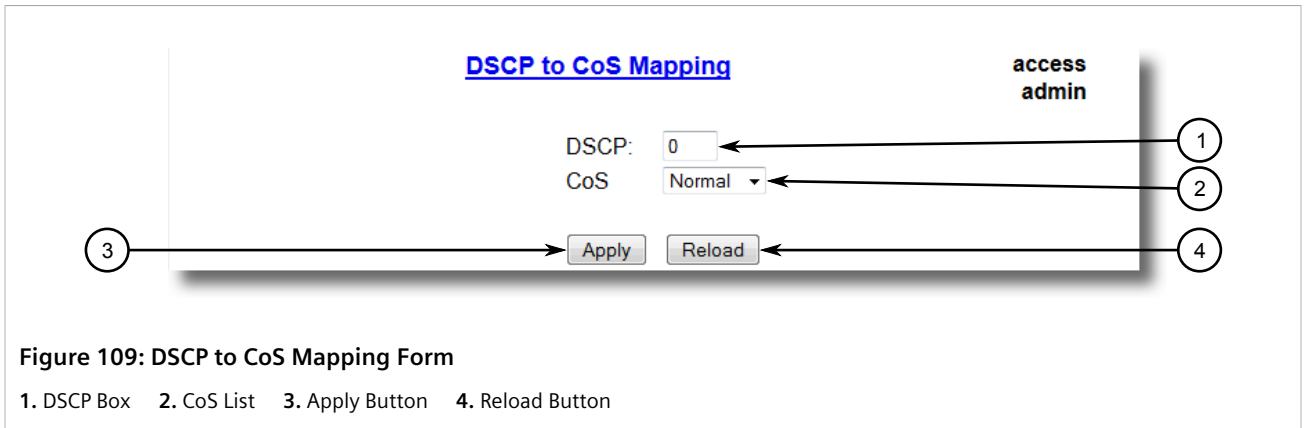 DSCP to CoS Mapping
access
admin
DSCP: 0
1
CoS Normal
2
3
Apply Reload
4
Figure 109: DSCP to CoS Mapping Form
1. DSCP Box 2. CoS List 3. Apply Button 4. Reload Button